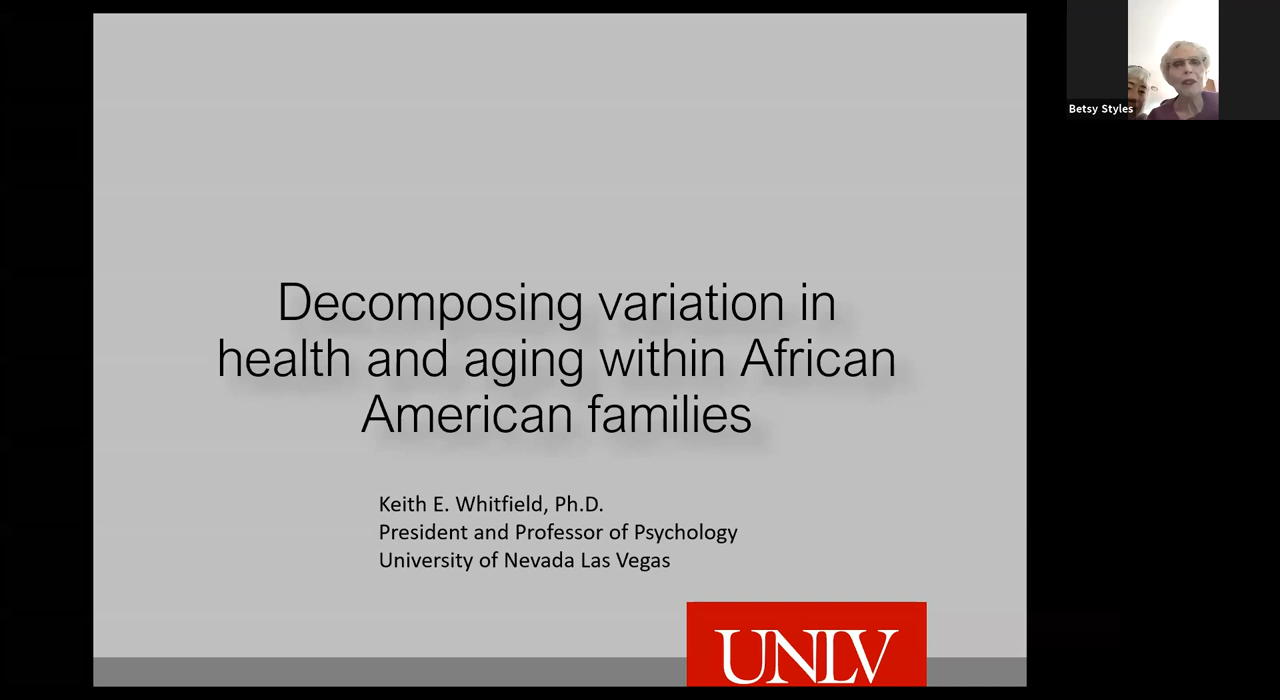 Decomposing variation in
health and aging within African
American families
Keith E. Whitfield, Ph.D.
President and Professor of Psychology
University of Nevada Las Vegas
UNLV
Betsy Styles